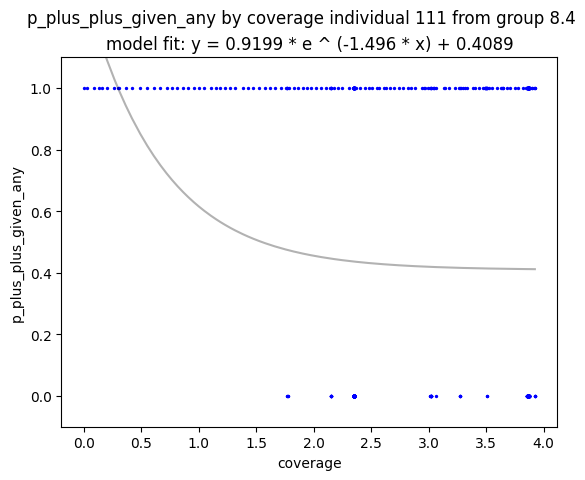 p_plus_plus_given_any by coverage individual 111 from group 8.4
model fit: y = 0.9199 * e ^ (-1.496 * x) + 0.4089
1.0
0.8
0.6
0.4
0.2
0.0
p_plus_plus_given_any
0.0 0.5 1.0 1.5 2.0 2.5 3.0 3.5 4.0
coverage